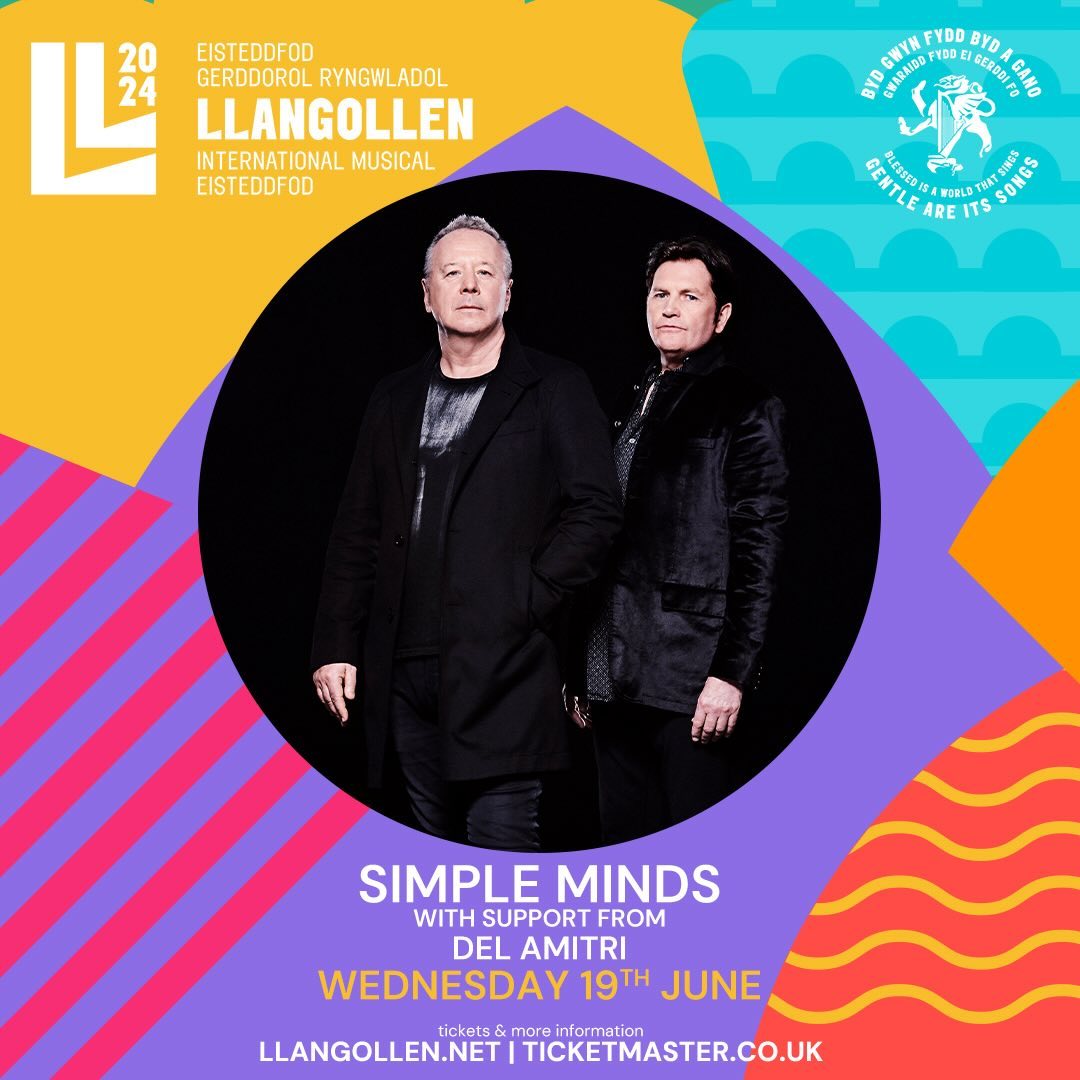 LL
20
24
EISTEDDFOD
GERDDOROL RYNGWLADOL
LLANGOLLEN
INTERNATIONAL MUSICAL
EISTEDDFOD
BYD GWYN FYDD BYD A GANO
GWARAIDD FYDD EI GERDDI FO
BLESSED IS A WORLD THAT SINGS
GENTLE ARE ITS SONGS
SIMPLE MINDS
WITH SUPPORT FROM
DEL AMITRI
WEDNESDAY 19TH JUNE
tickets & more information
LLANGOLLEN.NET | TICKETMASTER.CO.UK